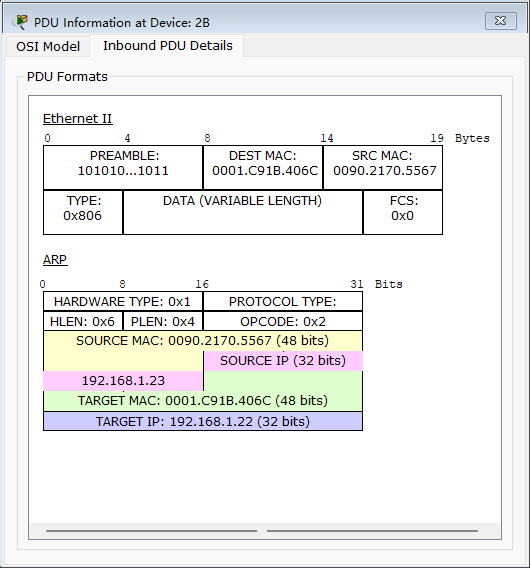 PDU Information at Device: 2B
OSI Model Inbound PDU Details
PDU Formats
Ethernet II
0 4 8 14 19 Bytes
PREAMBLE: DEST MAC: SRC MAC:
101010...1011 0001.C91B.406C 0090.2170.5567
TYPE: DATA (VARIABLE LENGTH) FCS:
0x806 0x0
ARP
0 8 16 31 Bits
HARDWARE TYPE: 0x1 PROTOCOL TYPE:
HLEN: 0x6 PLEN: 0x4 OPCODE: 0x2
SOURCE MAC: 0090.2170.5567 (48 bits)
SOURCE IP (32 bits)
192.168.1.23
TARGET MAC: 0001.C91B.406C (48 bits)
TARGET IP: 192.168.1.22 (32 bits)